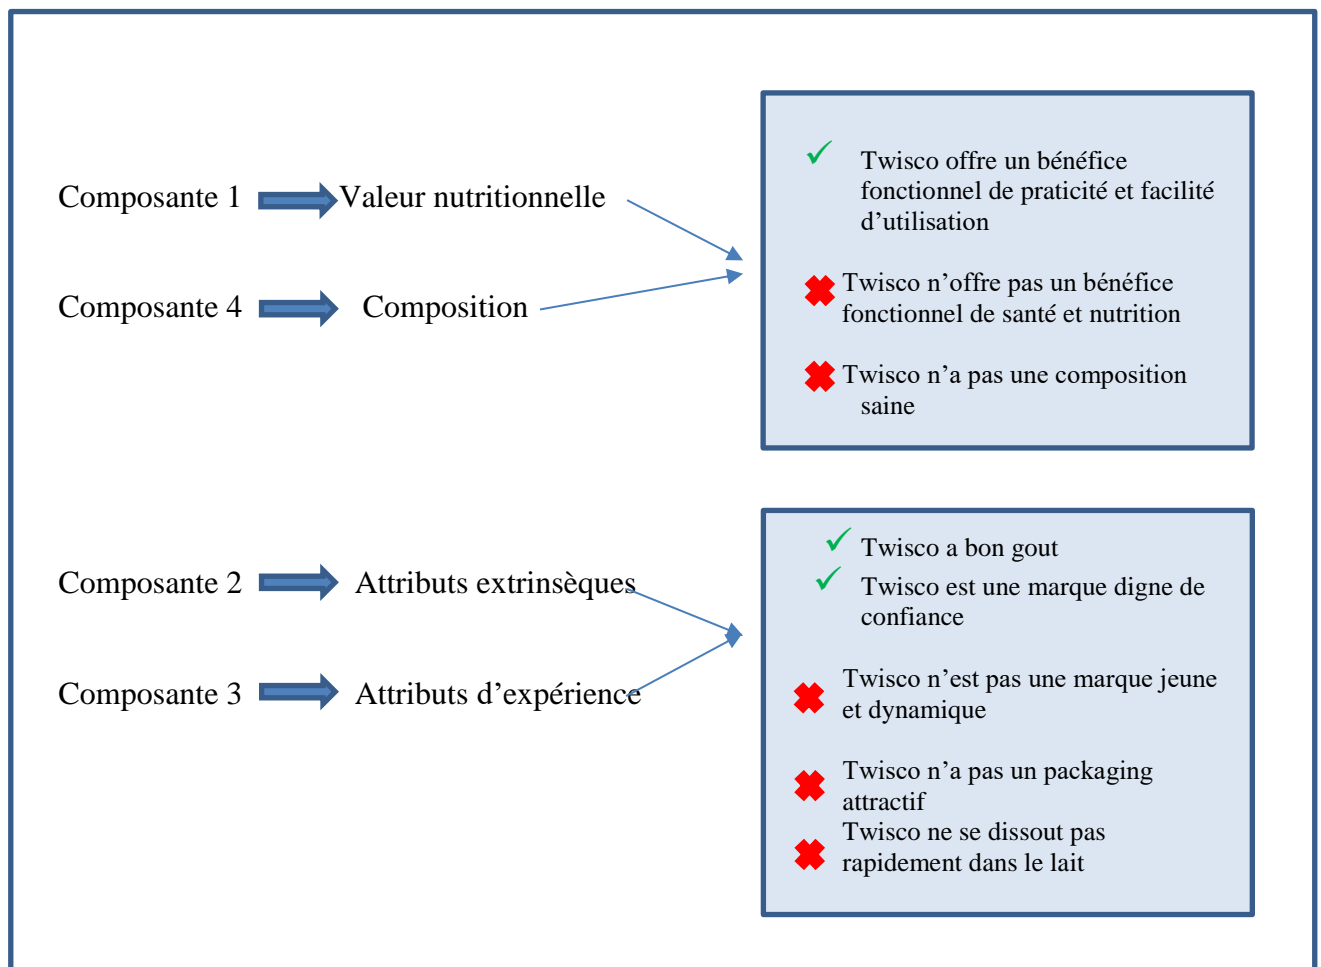 Composante 1 Valeur nutritionnelle
Composante 4 Composition
Twisco offre un bénéfice
fonctionnel de praticité et facilité
d’utilisation
Twisco n’offre pas un bénéfice
fonctionnel de santé et nutrition
Twisco n’a pas une composition
saine
Composante 2 Attributs extrinsèques
Composante 3 Attributs d’expérience
Twisco a bon gout
Twisco est une marque digne de
confiance
Twisco n’est pas une marque jeune
et dynamique
Twisco n’a pas un packaging
attractif
Twisco ne se dissout pas
rapidement dans le lait